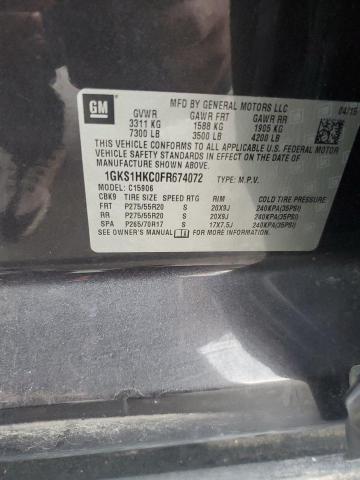 GM
MFD BY GENERAL MOTORS LLC
04/15
GVWR GAWR FRT GAWR RR
3311 KG 1588 KG 1905 KG
7300 LB 3500 LB 4200 LB
THIS VEHICLE CONFORMS TO ALL APPLICABLE U.S. FEDERAL MOTOR
VEHICLE SAFETY AND THEFT PREVENTION STANDARDS IN
EFFECT ON THE DATE OF MANUFACTURE SHOWN ABOVE.
1GKS1HKC0FR674072 TYPE: M.P.V.
MODEL: C15906
CBK9 TIRE SIZE SPEED RTG RIM COLD TIRE PRESSURE
FRT P275/55R20 S 20X9J 240KPA(35PSI)
RR P275/55R20 S 20X9J 240KPA(35PSI)
SPA P265/70R17 S 17X7.5J 240KPA(35PSI)
SEE OWNER'S MANUAL FOR ADDITIONAL INFORMATION